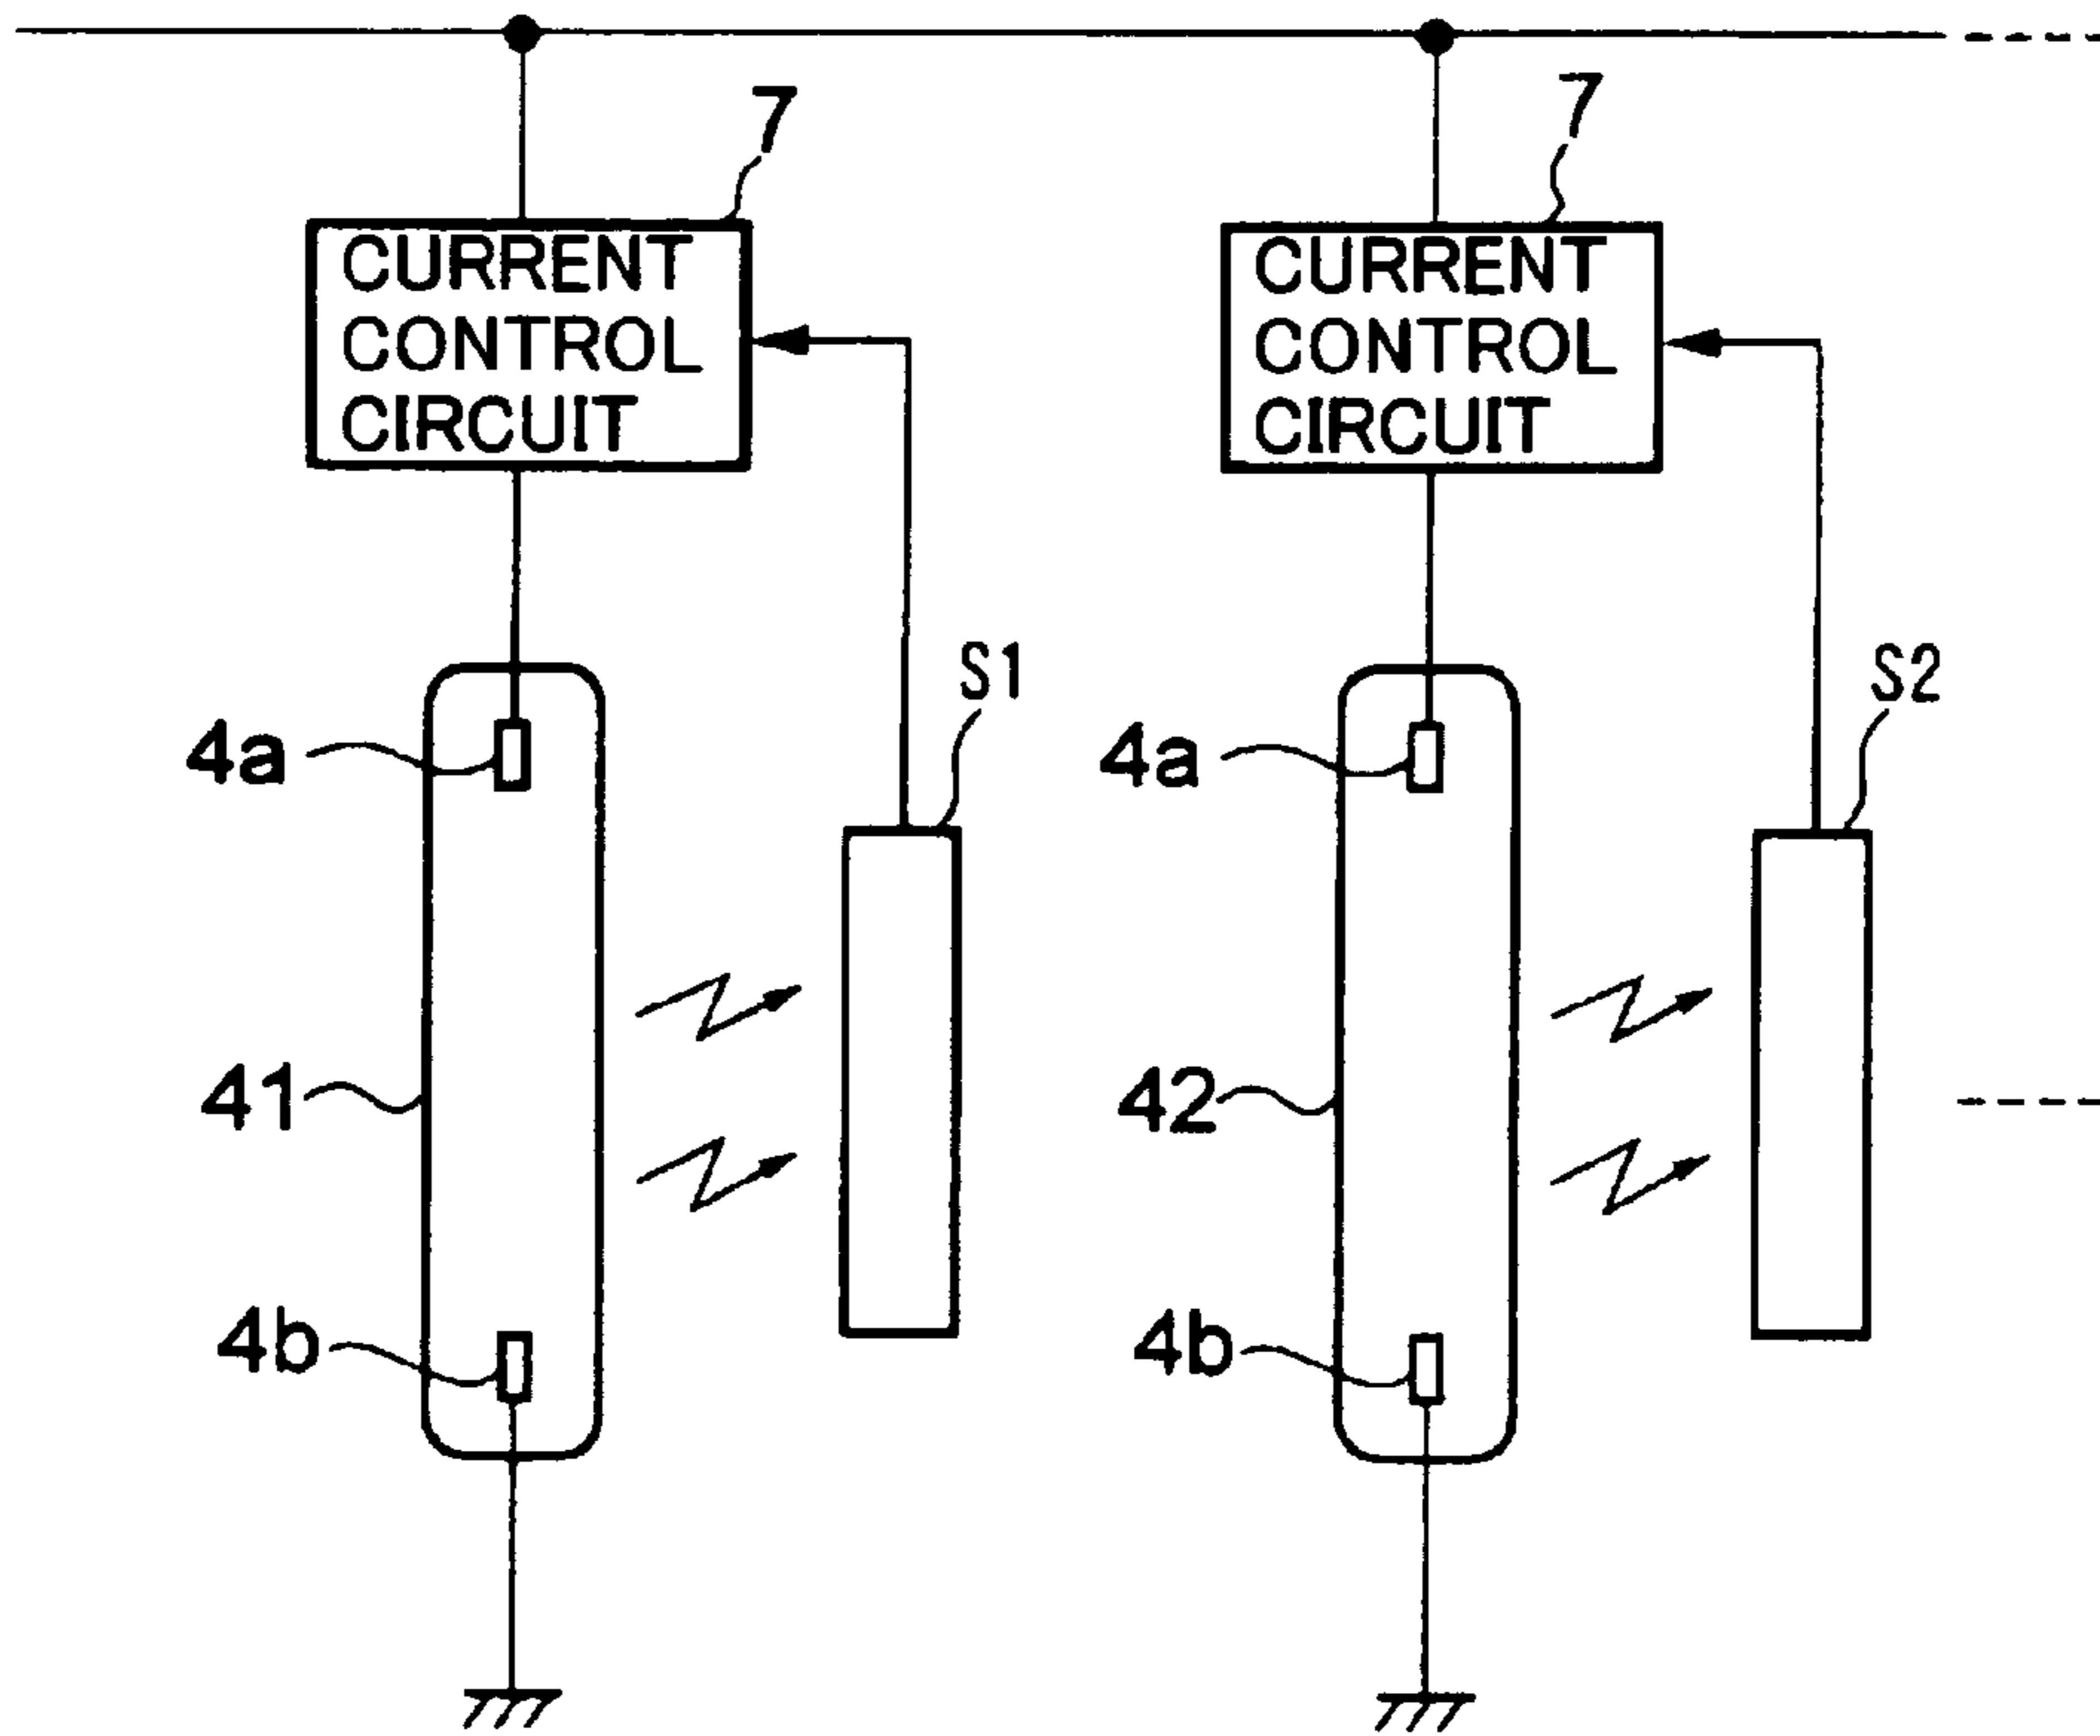 7
7
CURRENT
CONTROL
CIRCUIT
CURRENT
CONTROL
CIRCUIT
S1
S2
4a
4a
41
42
4b
4b